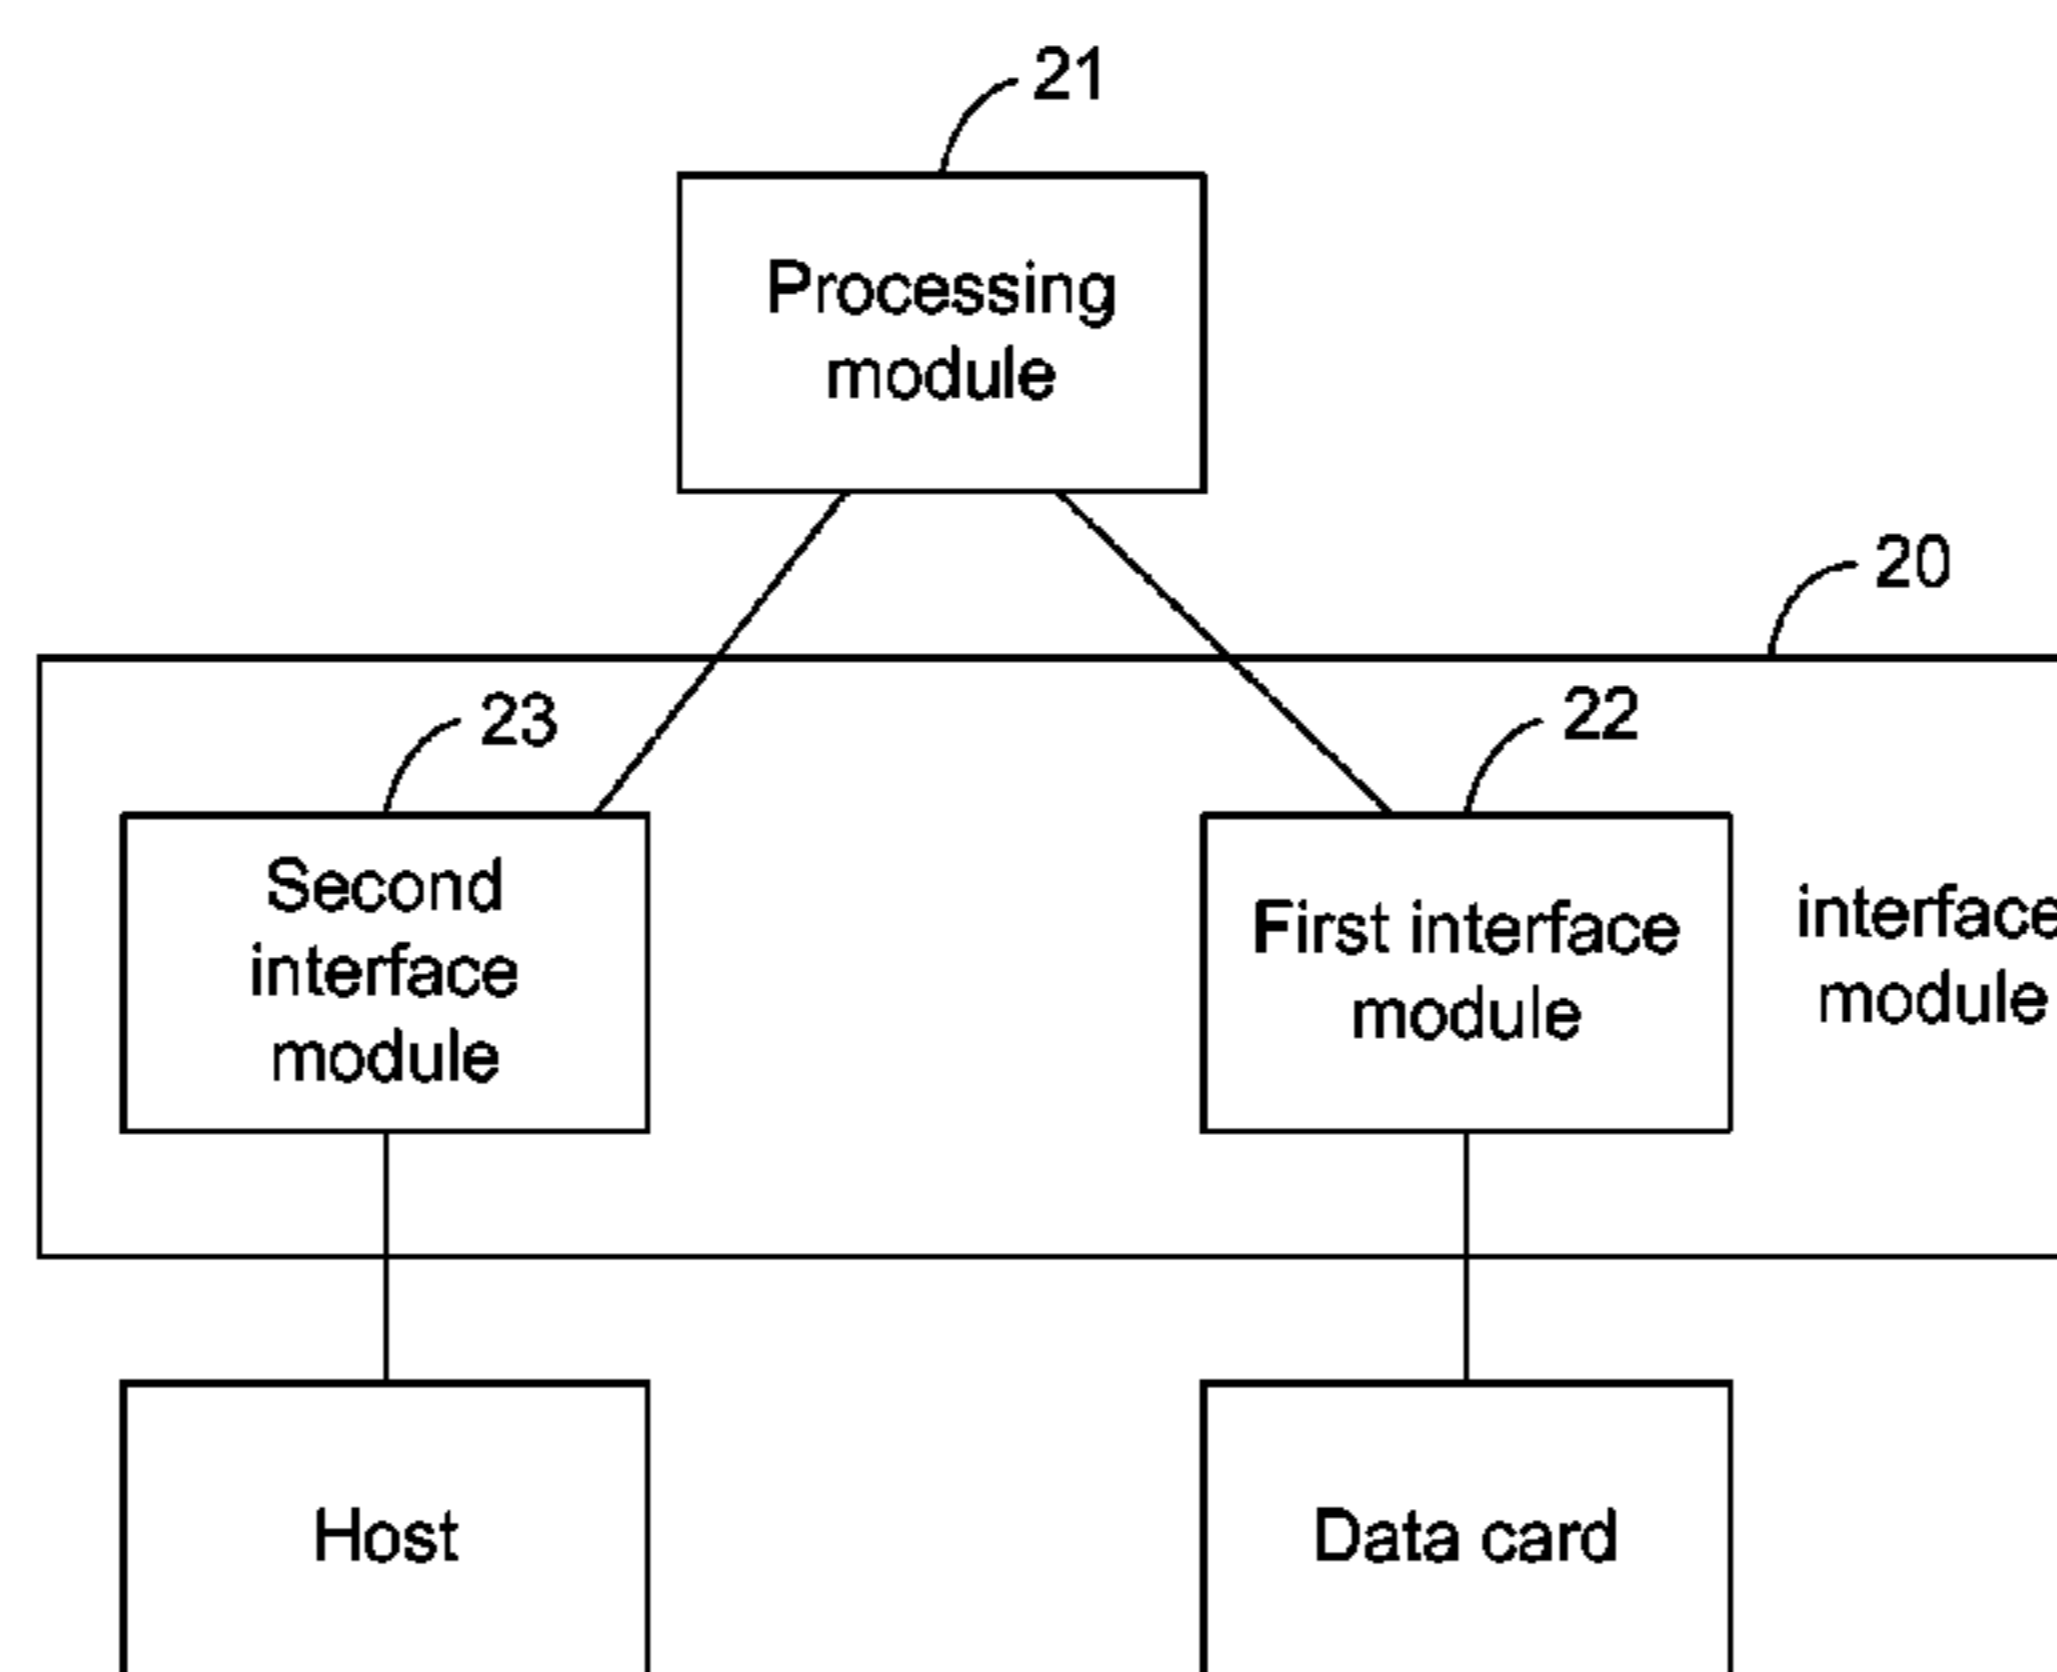 21
Processing
module
20
23
22
Second
interface
module
First interface
module
interface
module
Host
Data card